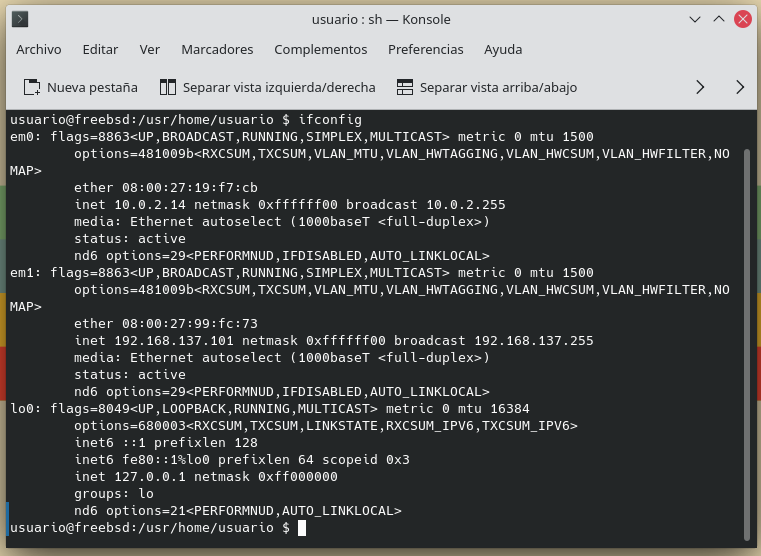 usuario : sh — Konsole
Archivo Editar Ver Marcadores Complementos Preferencias Ayuda
Nueva pestaña Separar vista izquierda/derecha Separar vista arriba/abajo
usuario@freebsd:/usr/home/usuario $ ifconfig
em0: flags=8863<UP,BROADCAST,RUNNING,SIMPLEX,MULTICAST> metric 0 mtu 1500
        options=481009b<RXCSUM,TXCSUM,VLAN_MTU,VLAN_HWTAGGING,VLAN_HWCSUM,VLAN_HWFILTER,NO
MAP>
        ether 08:00:27:19:f7:cb
        inet 10.0.2.14 netmask 0xffffff00 broadcast 10.0.2.255
        media: Ethernet autoselect (1000baseT <full-duplex>)
        status: active
        nd6 options=29<PERFORMNUD,IFDISABLED,AUTO_LINKLOCAL>
em1: flags=8863<UP,BROADCAST,RUNNING,SIMPLEX,MULTICAST> metric 0 mtu 1500
        options=481009b<RXCSUM,TXCSUM,VLAN_MTU,VLAN_HWTAGGING,VLAN_HWCSUM,VLAN_HWFILTER,NO
MAP>
        ether 08:00:27:99:fc:73
        inet 192.168.137.101 netmask 0xffffff00 broadcast 192.168.137.255
        media: Ethernet autoselect (1000baseT <full-duplex>)
        status: active
        nd6 options=29<PERFORMNUD,IFDISABLED,AUTO_LINKLOCAL>
lo0: flags=8049<UP,LOOPBACK,RUNNING,MULTICAST> metric 0 mtu 16384
        options=680003<RXCSUM,TXCSUM,LINKSTATE,RXCSUM_IPV6,TXCSUM_IPV6>
        inet6 ::1 prefixlen 128
        inet6 fe80::1%lo0 prefixlen 64 scopeid 0x3
        inet 127.0.0.1 netmask 0xff000000
        groups: lo
        nd6 options=21<PERFORMNUD,AUTO_LINKLOCAL>
usuario@freebsd:/usr/home/usuario $